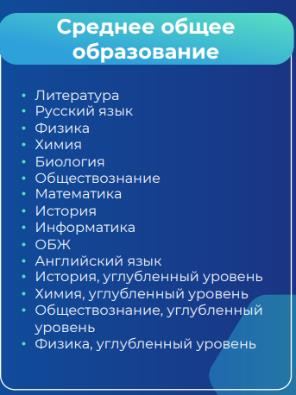 Среднее общее
образование
• Литература
• Русский язык
• Физика
• Химия
• Биология
• Обществознание
• Математика
• История
• Информатика
• ОБЖ
• Английский язык
• История, углубленный уровень
• Химия, углубленный уровень
• Обществознание, углубленный
уровень
• Физика, углубленный уровень